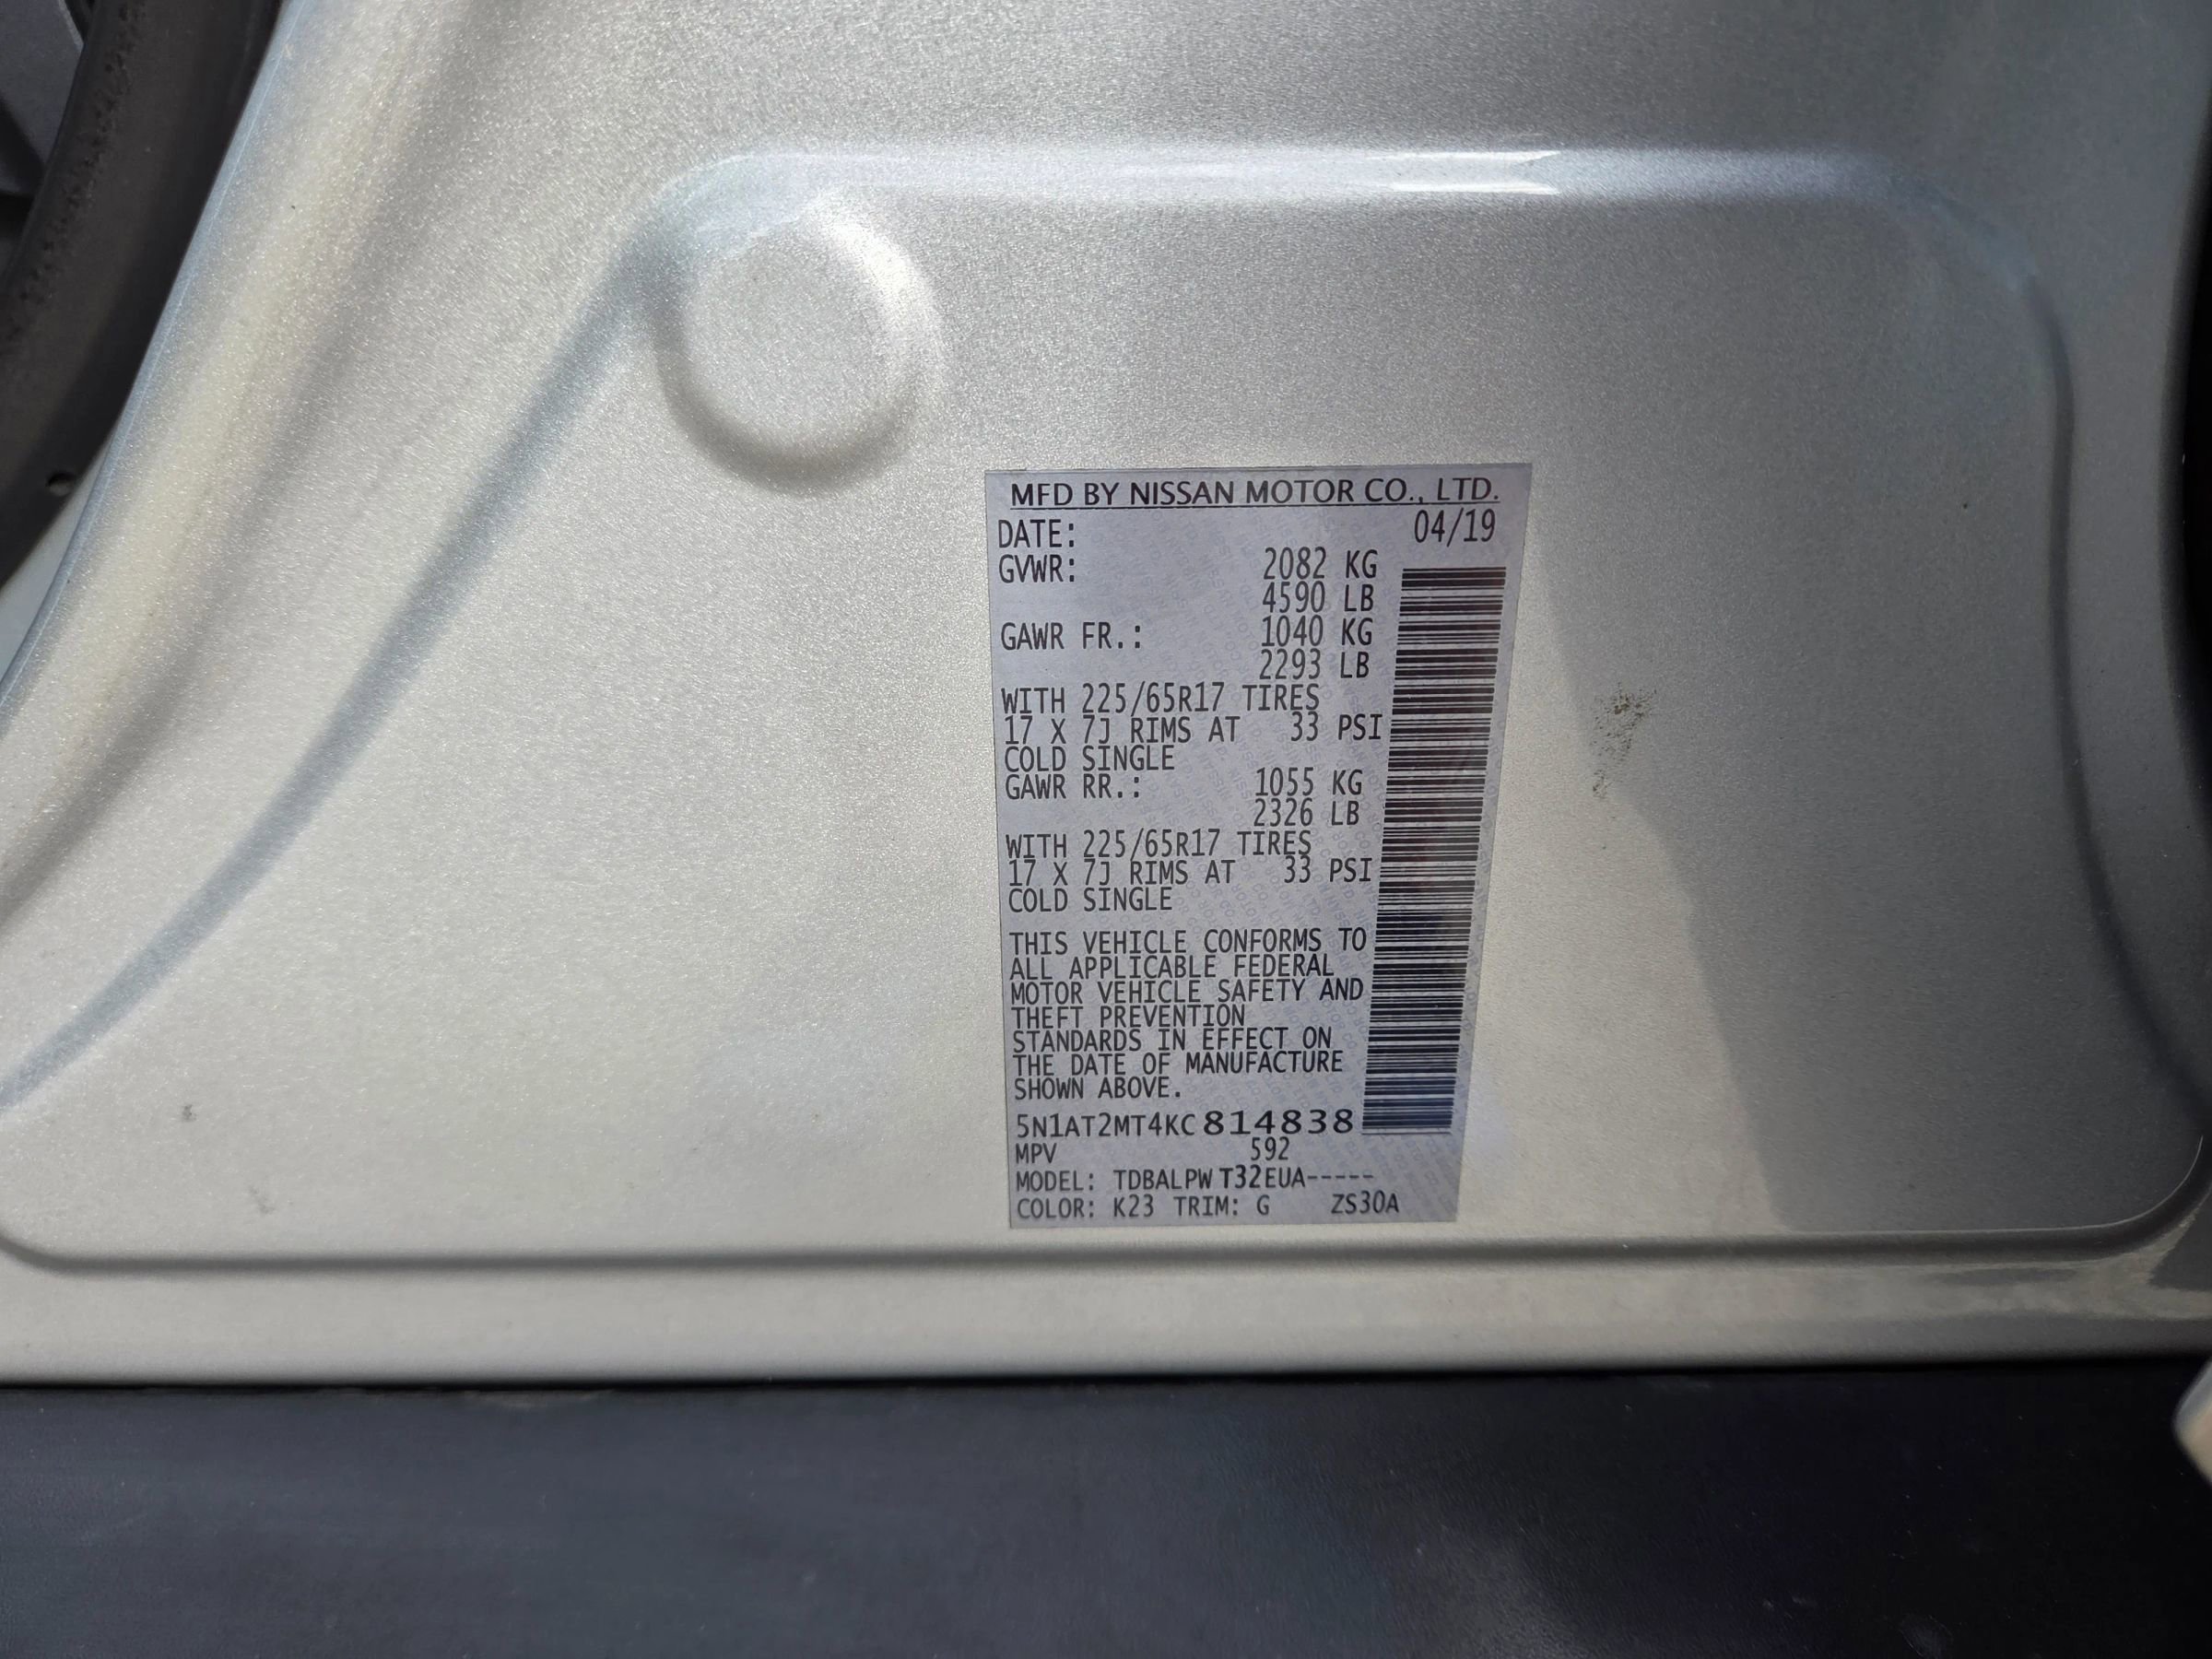 MFD BY NISSAN MOTOR CO., LTD.
DATE: 04/19
GVWR: 2082 KG
4590 LB
GAWR FR.: 1040 KG
2293 LB
WITH 225/65R17 TIRES
17 X 7J RIMS AT 33 PSI
COLD SINGLE
GAWR RR.: 1055 KG
2326 LB
WITH 225/65R17 TIRES
17 X 7J RIMS AT 33 PSI
COLD SINGLE
THIS VEHICLE CONFORMS TO
ALL APPLICABLE FEDERAL
MOTOR VEHICLE SAFETY AND
THEFT PREVENTION
STANDARDS IN EFFECT ON
THE DATE OF MANUFACTURE
SHOWN ABOVE.
5N1AT2MT4KC814838
MPV 592
MODEL: TDBALPWT32EUA-----
COLOR: K23 TRIM: G ZS30A